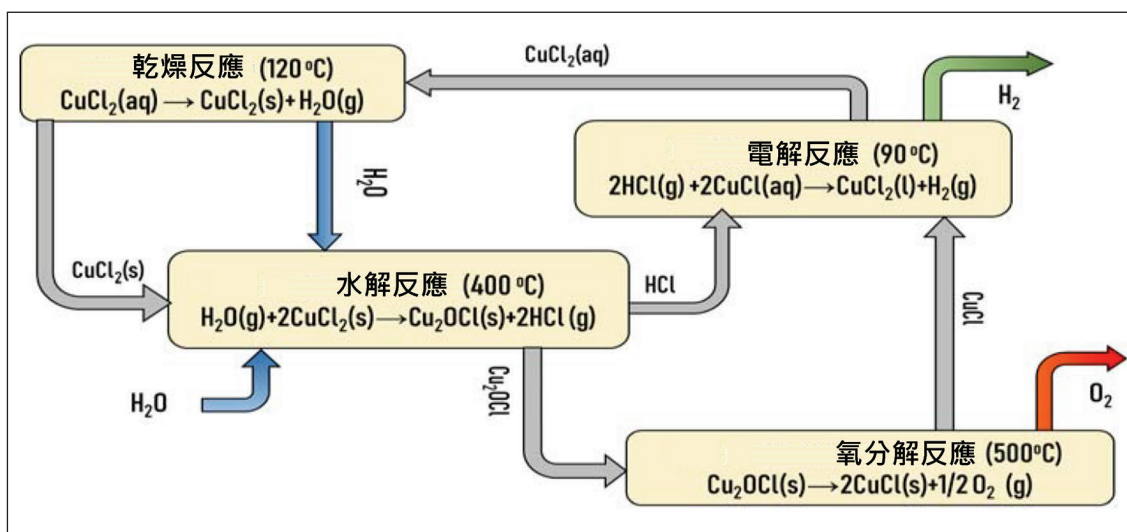 乾燥反應 (120 ºC)
CuCl₂(aq) → CuCl₂(s)+H₂O(g)
CuCl₂(aq)
H₂
電解反應 (90 ºC)
2HCl(g) +2CuCl(aq)→CuCl₂(l)+H₂(g)
H₂O
CuCl₂(s)
水解反應 (400 ºC)
H₂O(g)+2CuCl₂(s)→Cu₂OCl(s)+2HCl (g)
HCl
CuCl
H₂O
Cu₂OCl
O₂
氧分解反應 (500ºC)
Cu₂OCl(s)→2CuCl(s)+1/2 O₂ (g)